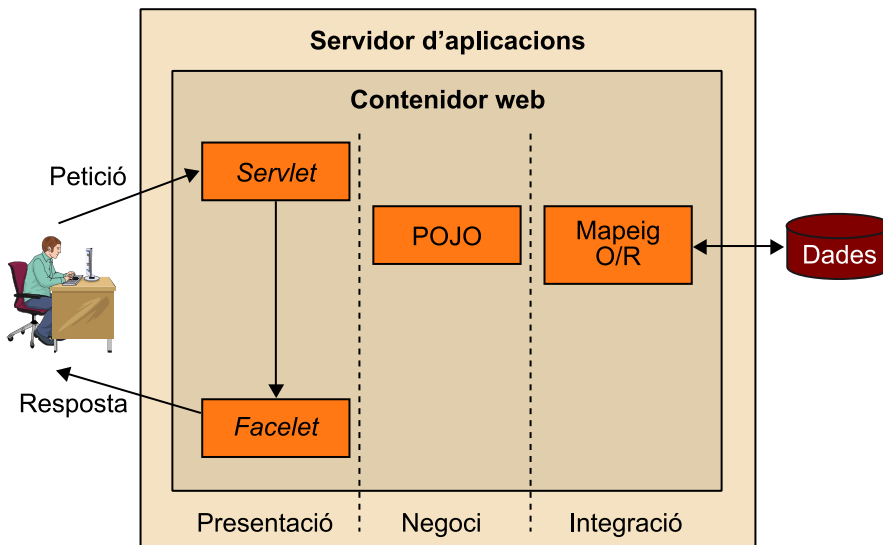 Servidor d’aplicacions
Contenidor web
Petició
Servlet
POJO
Mapeig
O/R
Dades
Resposta
Facelet
Presentació
Negoci
Integració